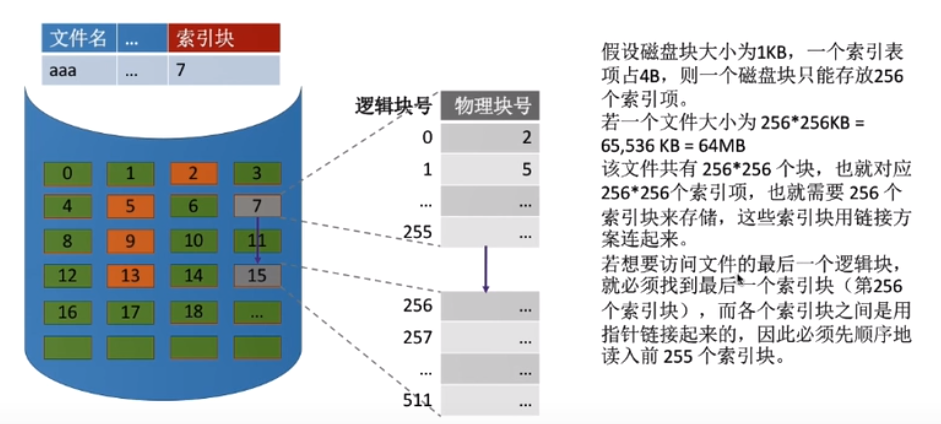 文件名 ... 索引块
aaa ... 7
逻辑块号 物理块号
0 2
1 5
... ...
255 ...
256 ...
257 ...
... ...
511 ...
0 1 2 3
4 5 6 7
8 9 10 11
12 13 14 15
16 17 18 ...
假设磁盘块大小为1KB，一个索引表
项占4B，则一个磁盘块只能存放256
个索引项。
若一个文件大小为 256*256KB =
65,536 KB = 64MB
该文件共有 256*256 个块，也就对应
256*256个索引项，也就需要 256 个
索引块来存储，这些索引块用链接方
案连起来。
若想要访问文件的最后一个逻辑块，
就必须找到最后一个索引块（第256
个索引块），而各个索引块之间是用
指针链接起来的，因此必须先顺序地
读入前 255 个索引块。